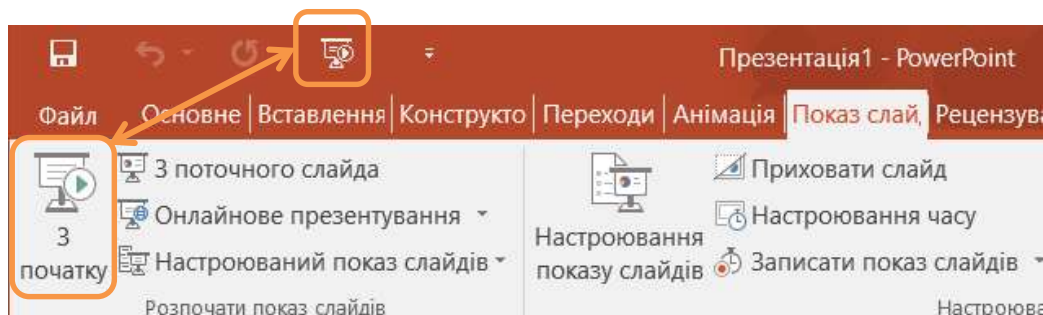 Презентація1 - PowerPoint
Файл Основне Вставлення Конструкто Переходи Анімація Показ слай, Рецензува
З поточного слайда
Онлайнове презентування
Настроюваний показ слайдів
З
початку
Розпочати показ слайдів
Настроювання
показу слайдів
Приховати слайд
Настроювання часу
Записати показ слайдів
Настроюва